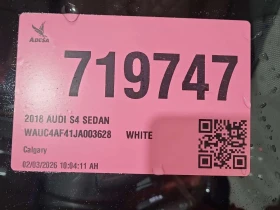 ADESA
719747
2018 AUDI S4 SEDAN
WAUC4AF41JA003628 WHITE
Calgary
02/03/2026 10:04:11 AM